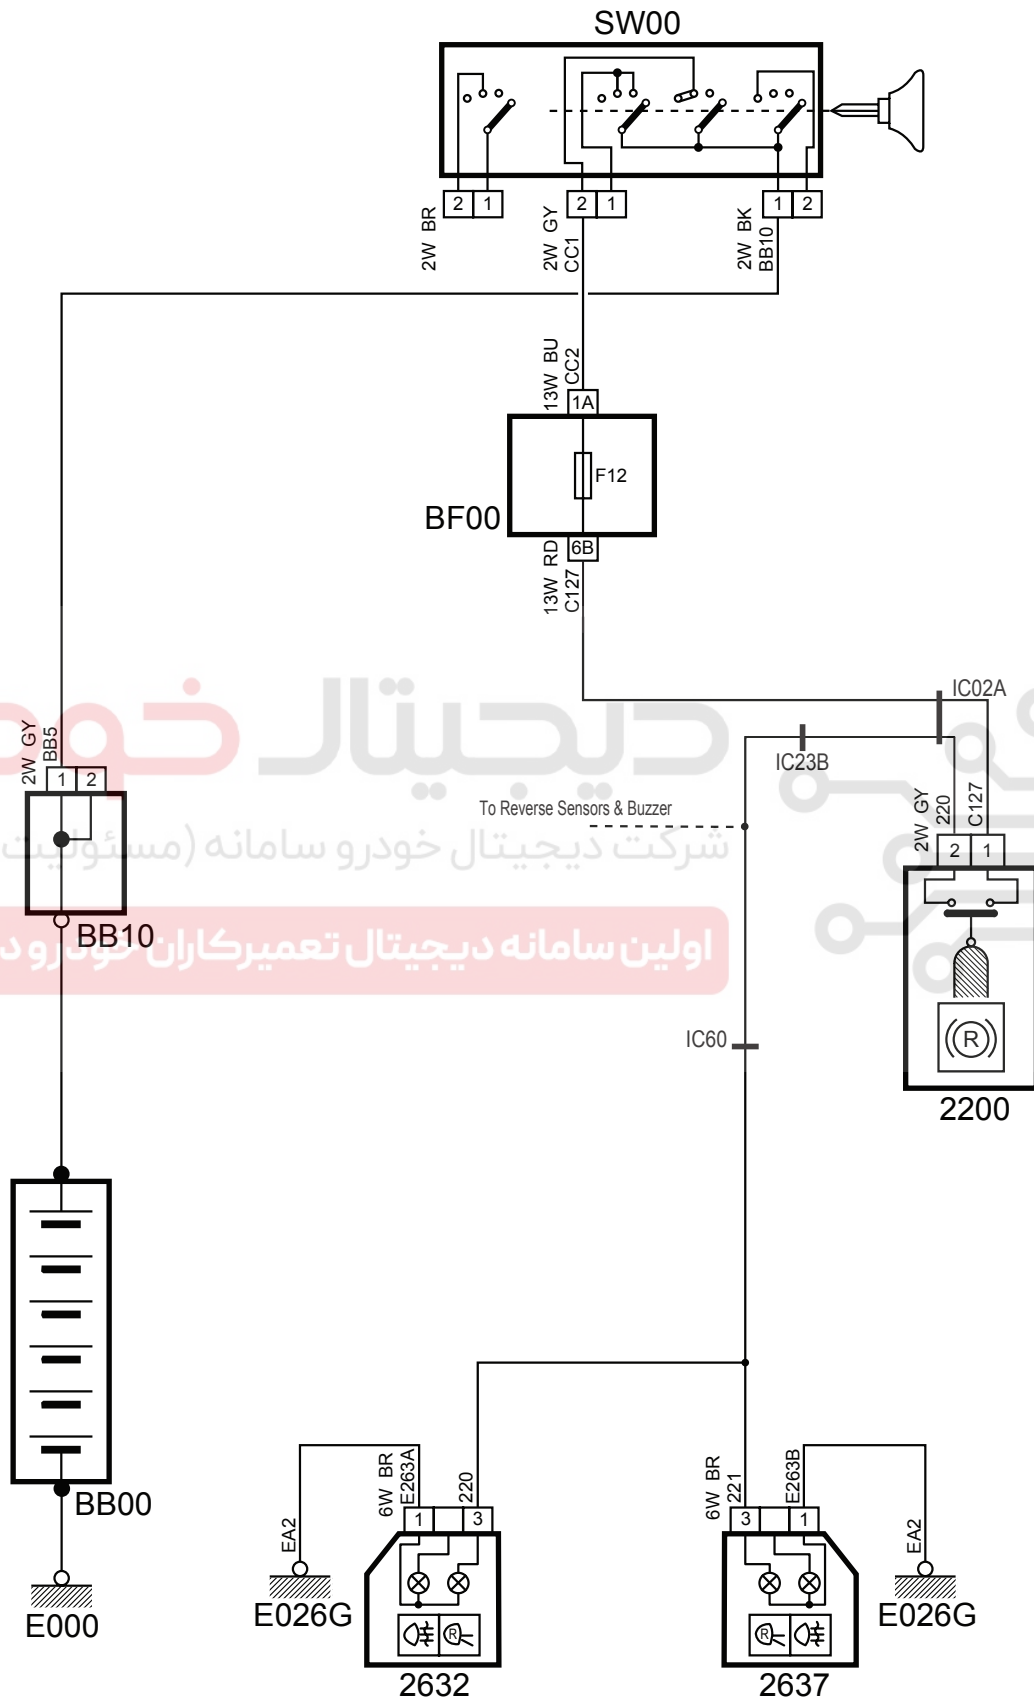 SW00
2 1
2 1
1 2
2W BR
2W GY
CC1
2W BK
BB10
13W BU
CC2
1A
F12
BF00
6B
13W RD
C127
IC02A
IC23B
2W GY
BB5
1 2
دیجیتال خودرو
To Reverse Sensors & Buzzer
2W GY
220
C127
2 1
شرکت دیجیتال خودرو سامانه (مسئولیت
BB10
اولین سامانه دیجیتال تعمیرکاران خودرو د
IC60
R
2200
BB00
E000
6W BR
E263A
220
1 3
EA2
E026G
R
2632
6W BR
221
E263B
3 1
EA2
E026G
R
2637